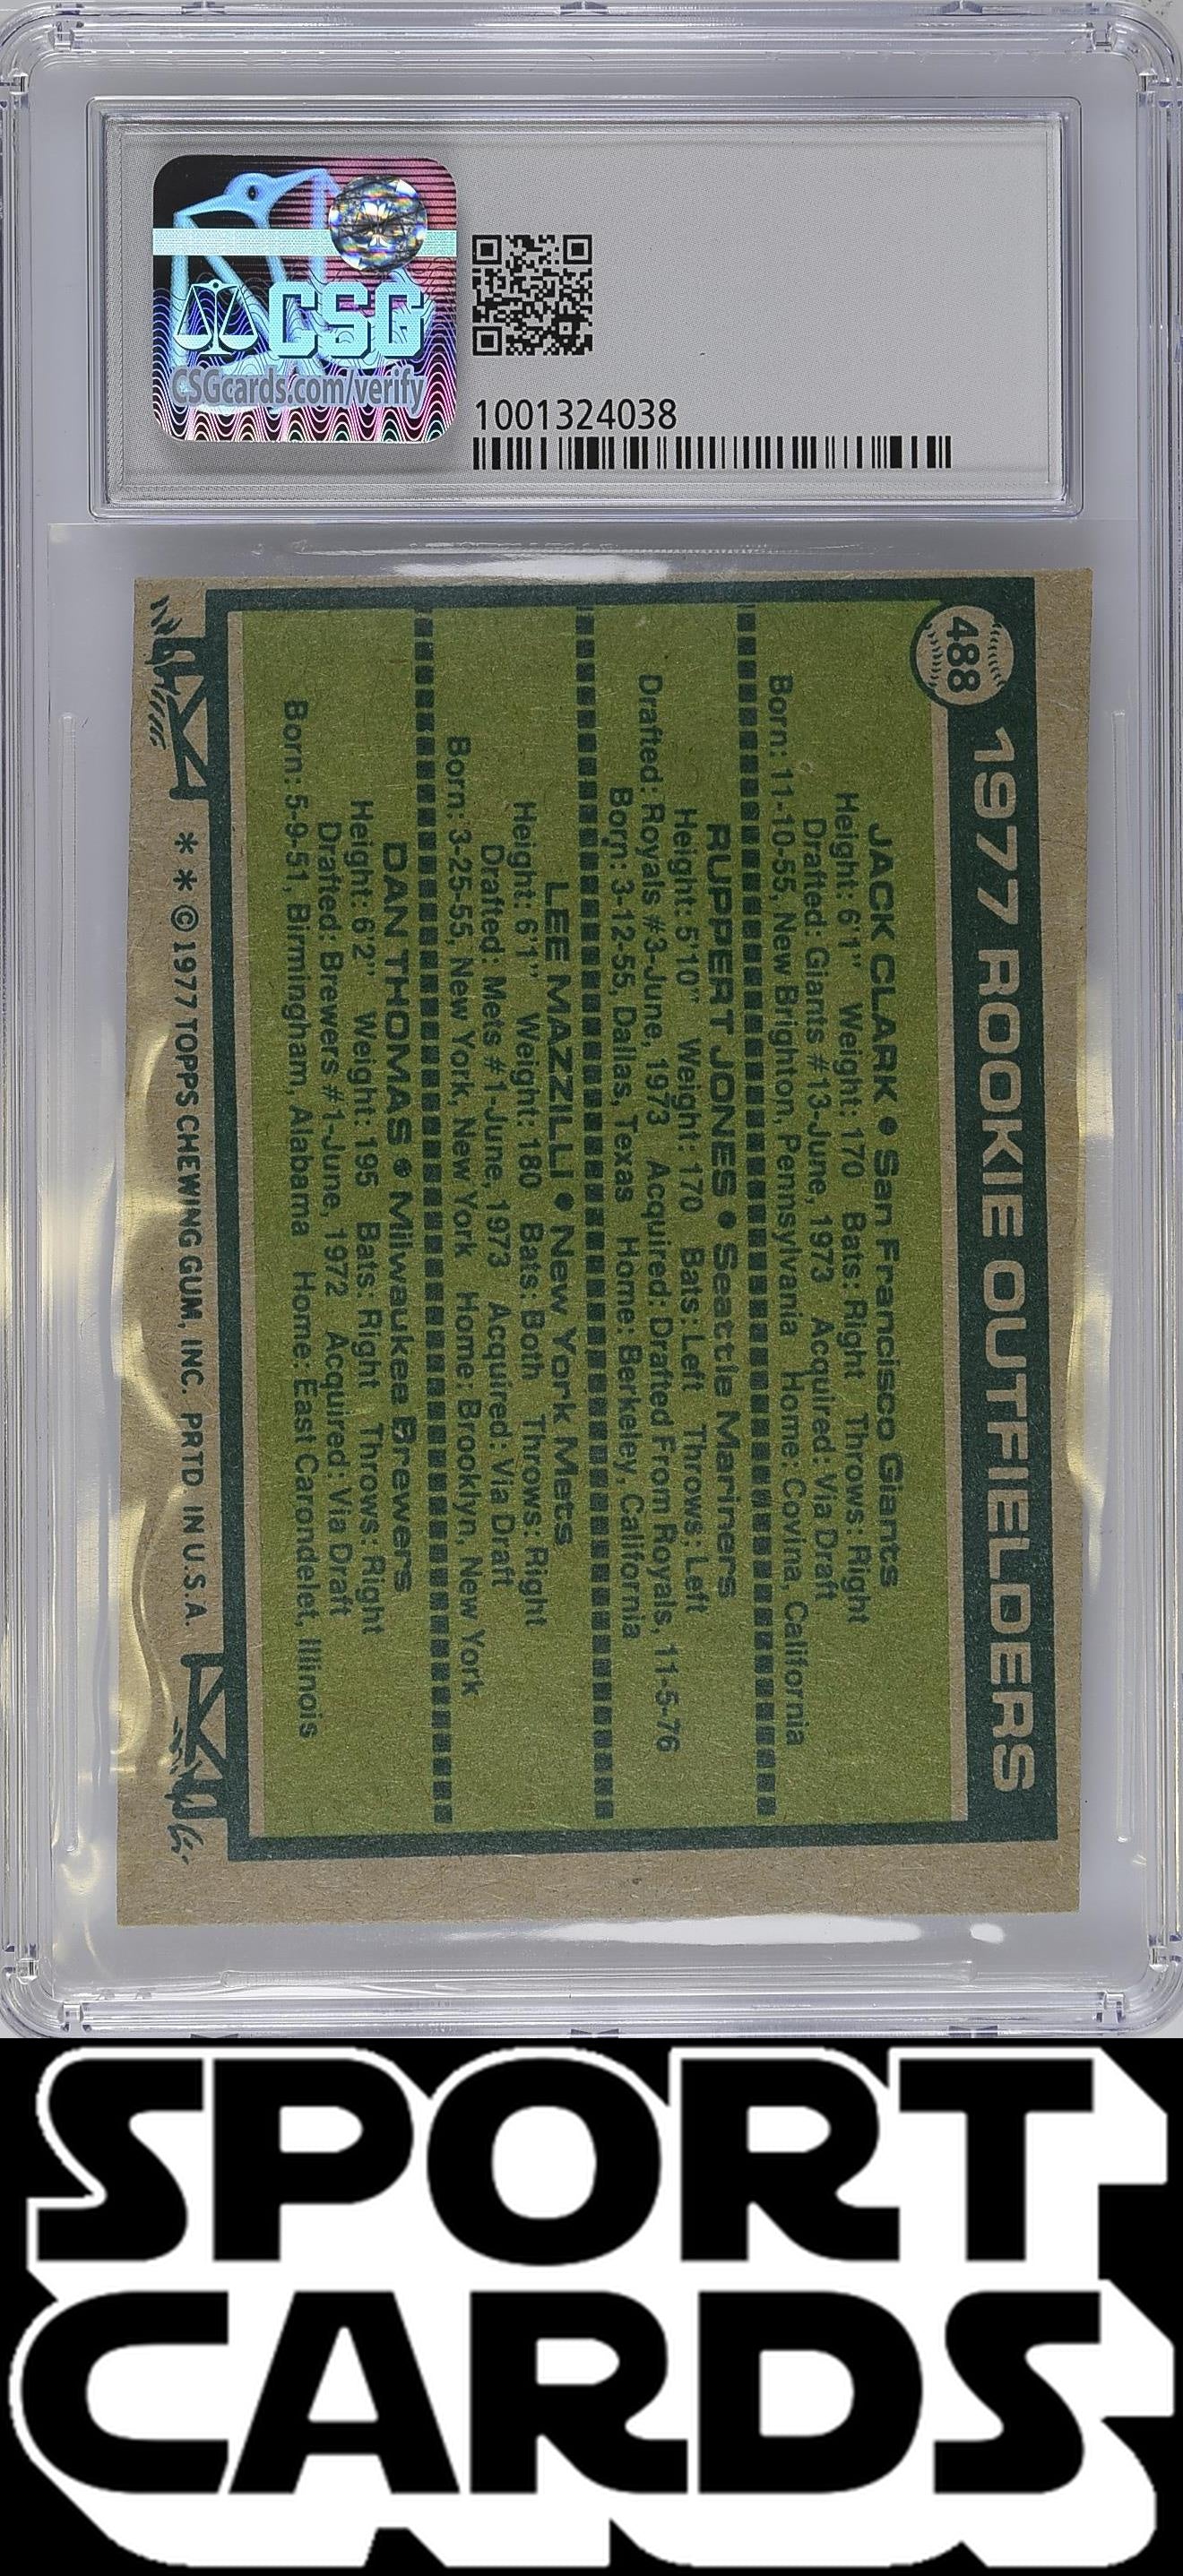 CSG
CSGcards.com/verify
1001324038
488
1977 ROOKIE OUTFIELDERS
JACK CLARK • San Francisco Giants
Height: 6'1" Weight: 170 Bats: Right Throws: Right
Drafted: Giants #13-June, 1973 Acquired: Via Draft
Born: 11-10-55, New Brighton, Pennsylvania Home: Covina, California
RUPPERT JONES • Seattle Mariners
Height: 5'10" Weight: 170 Bats: Left Throws: Left
Drafted: Royals #3-June, 1973 Acquired: Drafted From Royals, 11-5-76
Born: 3-12-55, Dallas, Texas Home: Berkeley, California
LEE MAZZILLI • New York Mets
Height: 6'1" Weight: 180 Bats: Both Throws: Right
Drafted: Mets #1-June, 1973 Acquired: Via Draft
Born: 3-25-55, New York, New York Home: Brooklyn, New York
DAN THOMAS • Milwaukee Brewers
Height: 6'2" Weight: 195 Bats: Right Throws: Right
Drafted: Brewers #1-June, 1972 Acquired: Via Draft
Born: 5-9-51, Birmingham, Alabama Home: East Carondelet, Illinois
* * © 1977 TOPPS CHEWING GUM, INC. PRTD. IN U.S.A.
SPORT
CARDS